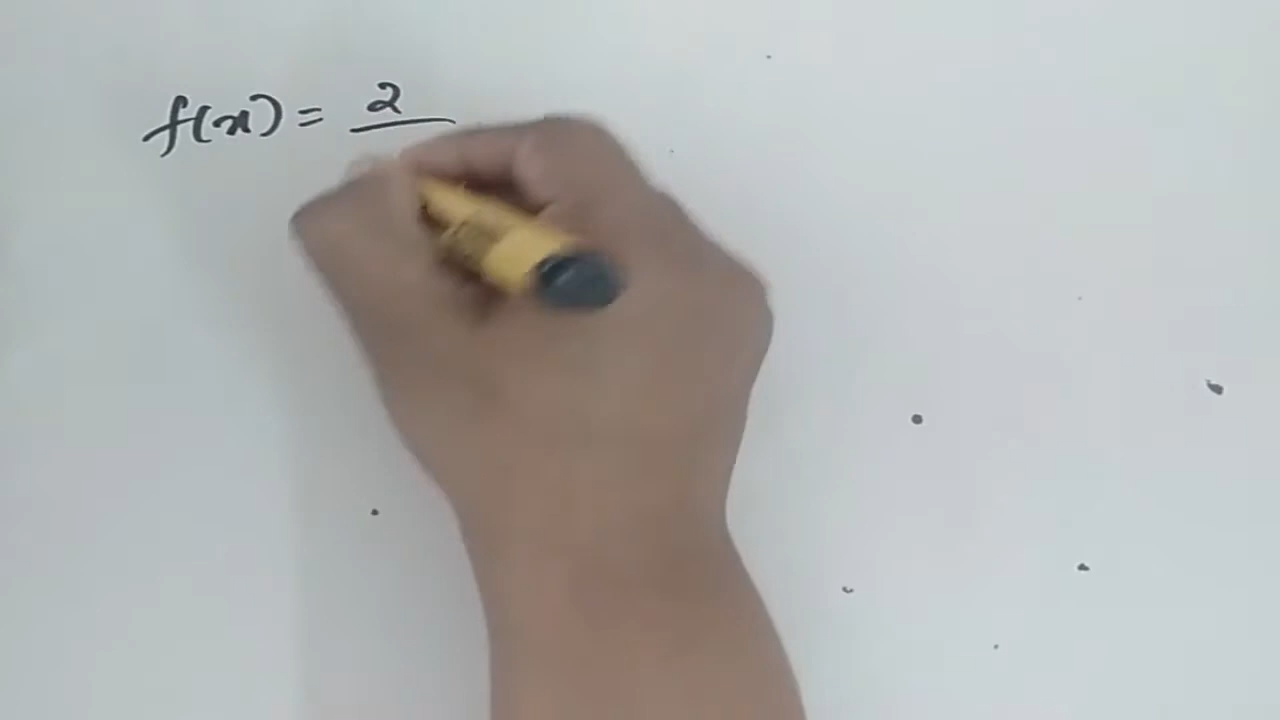 f(x) = 2/